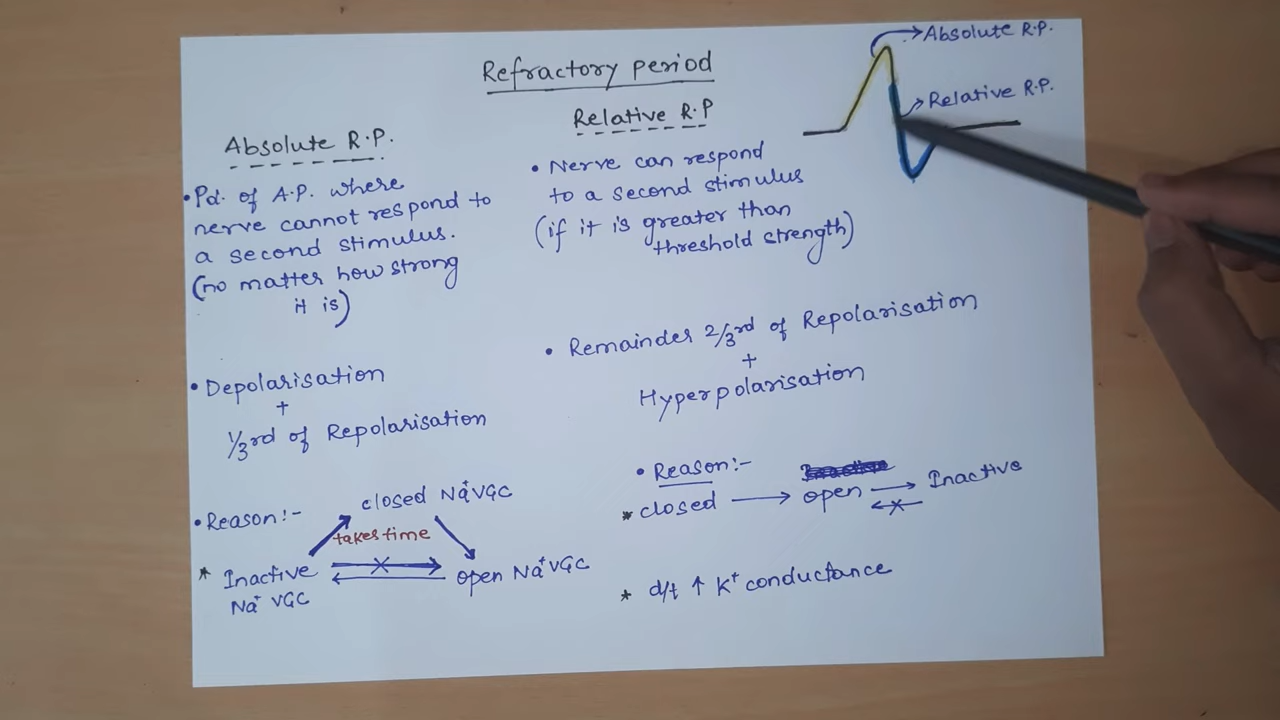 Refractory period
Absolute R.P.
Relative R.P.
Absolute R.P.
• Pd. of A.P. where
nerve cannot respond to
a second stimulus.
(no matter how strong
it is)
• Depolarisation
+
1/3rd of Repolarisation
• Reason:-
closed Na⁺VGC
takes time
* Inactive
Na⁺ VGC
open Na⁺VGC
Relative R.P
• Nerve can respond
to a second stimulus
(if it is greater than
threshold strength)
• Remainder 2/3rd of Repolarisation
+
Hyperpolarisation
• Reason:-
* closed → open → Inactive
* d/t ↑ K⁺ conductance